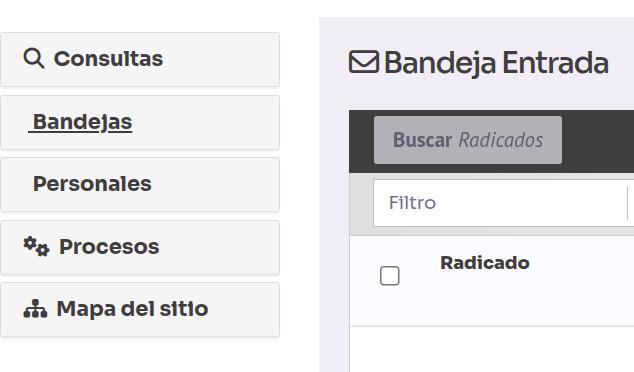 Consultas
Bandejas
Personales
Procesos
Mapa del sitio
Bandeja Entrada
Buscar Radicados
Filtro
Radicado